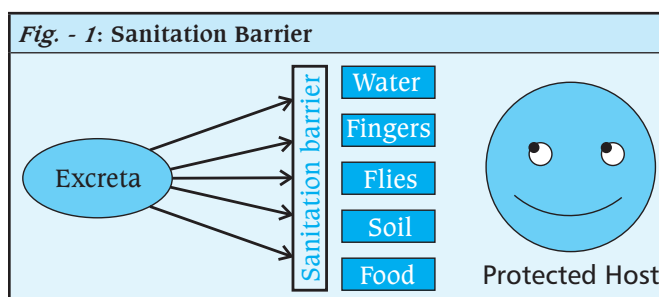 Fig. - 1: Sanitation Barrier
Excreta
Sanitation barrier
Water
Fingers
Flies
Soil
Food
Protected Host